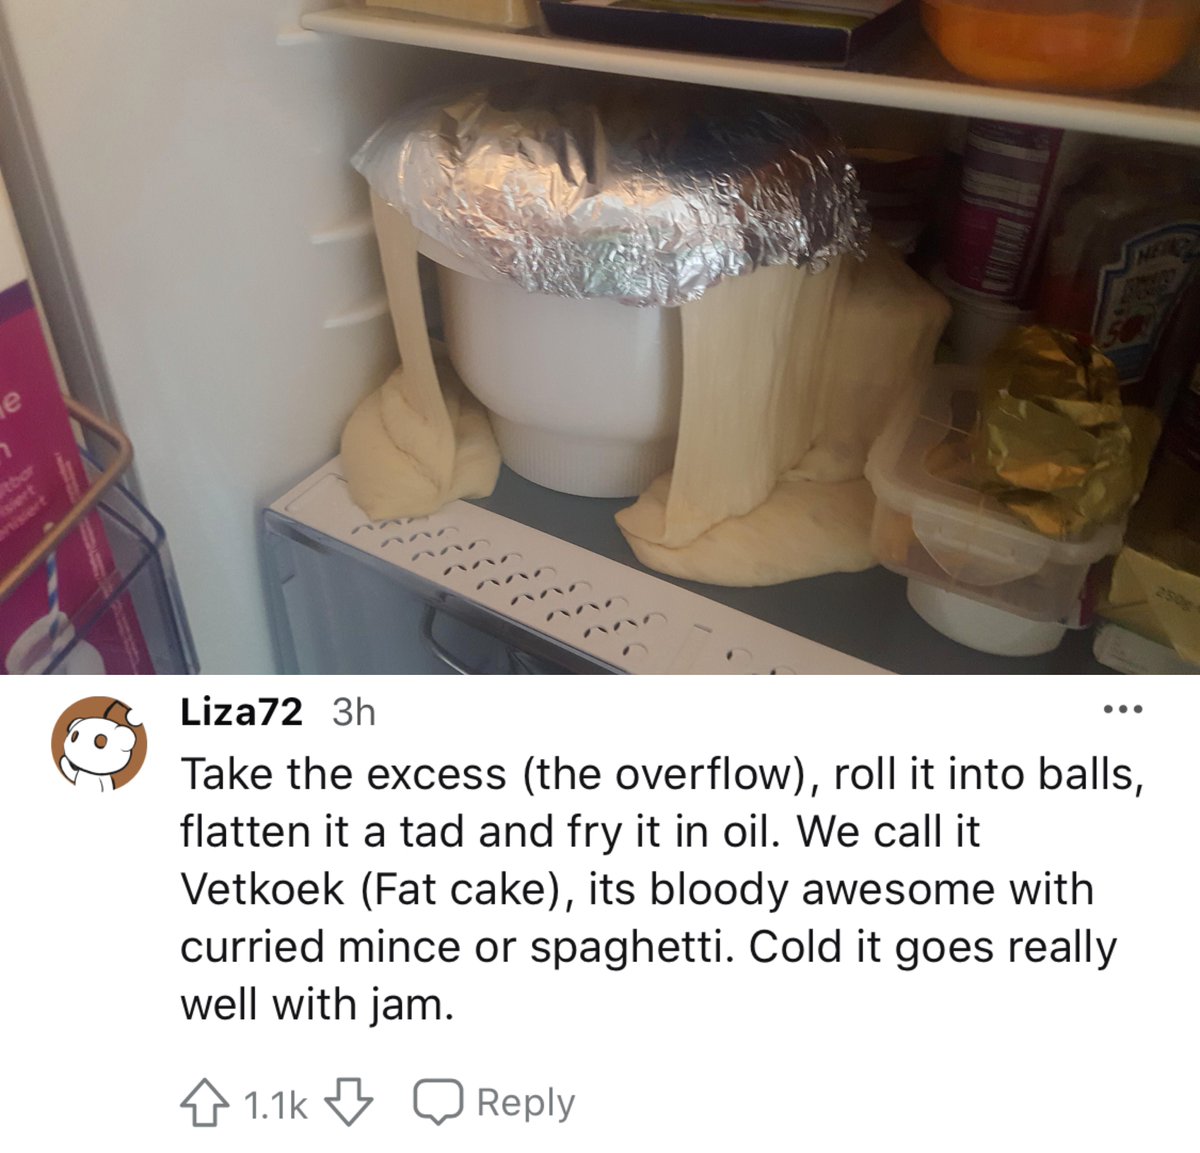 HEINZ
250g
Liza72 3h
Take the excess (the overflow), roll it into balls,
flatten it a tad and fry it in oil. We call it
Vetkoek (Fat cake), its bloody awesome with
curried mince or spaghetti. Cold it goes really
well with jam.
1.1k Reply